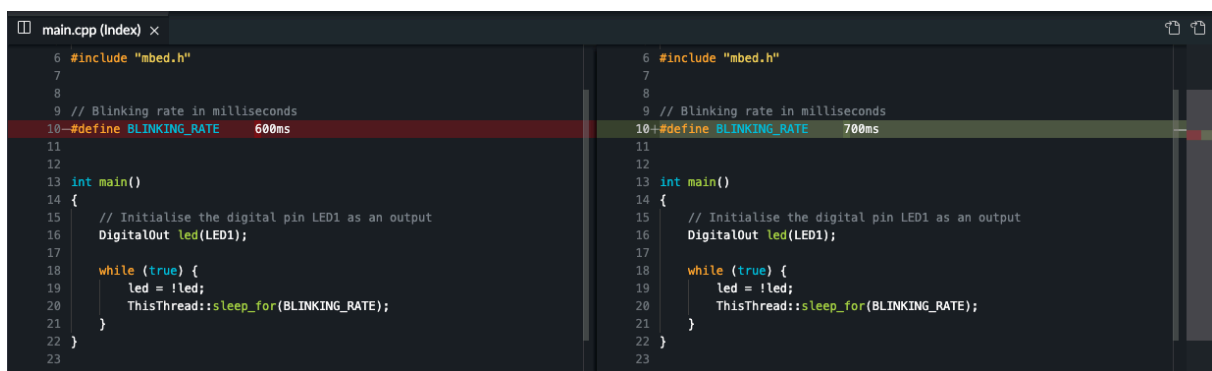 main.cpp (Index) ×
6 #include "mbed.h"
7
8
9 // Blinking rate in milliseconds
10—#define BLINKING_RATE     600ms
11
12
13 int main()
14 {
15     // Initialise the digital pin LED1 as an output
16     DigitalOut led(LED1);
17
18     while (true) {
19         led = !led;
20         ThisThread::sleep_for(BLINKING_RATE);
21     }
22 }
23
6 #include "mbed.h"
7
8
9 // Blinking rate in milliseconds
10+#define BLINKING_RATE     700ms
11
12
13 int main()
14 {
15     // Initialise the digital pin LED1 as an output
16     DigitalOut led(LED1);
17
18     while (true) {
19         led = !led;
20         ThisThread::sleep_for(BLINKING_RATE);
21     }
22 }
23